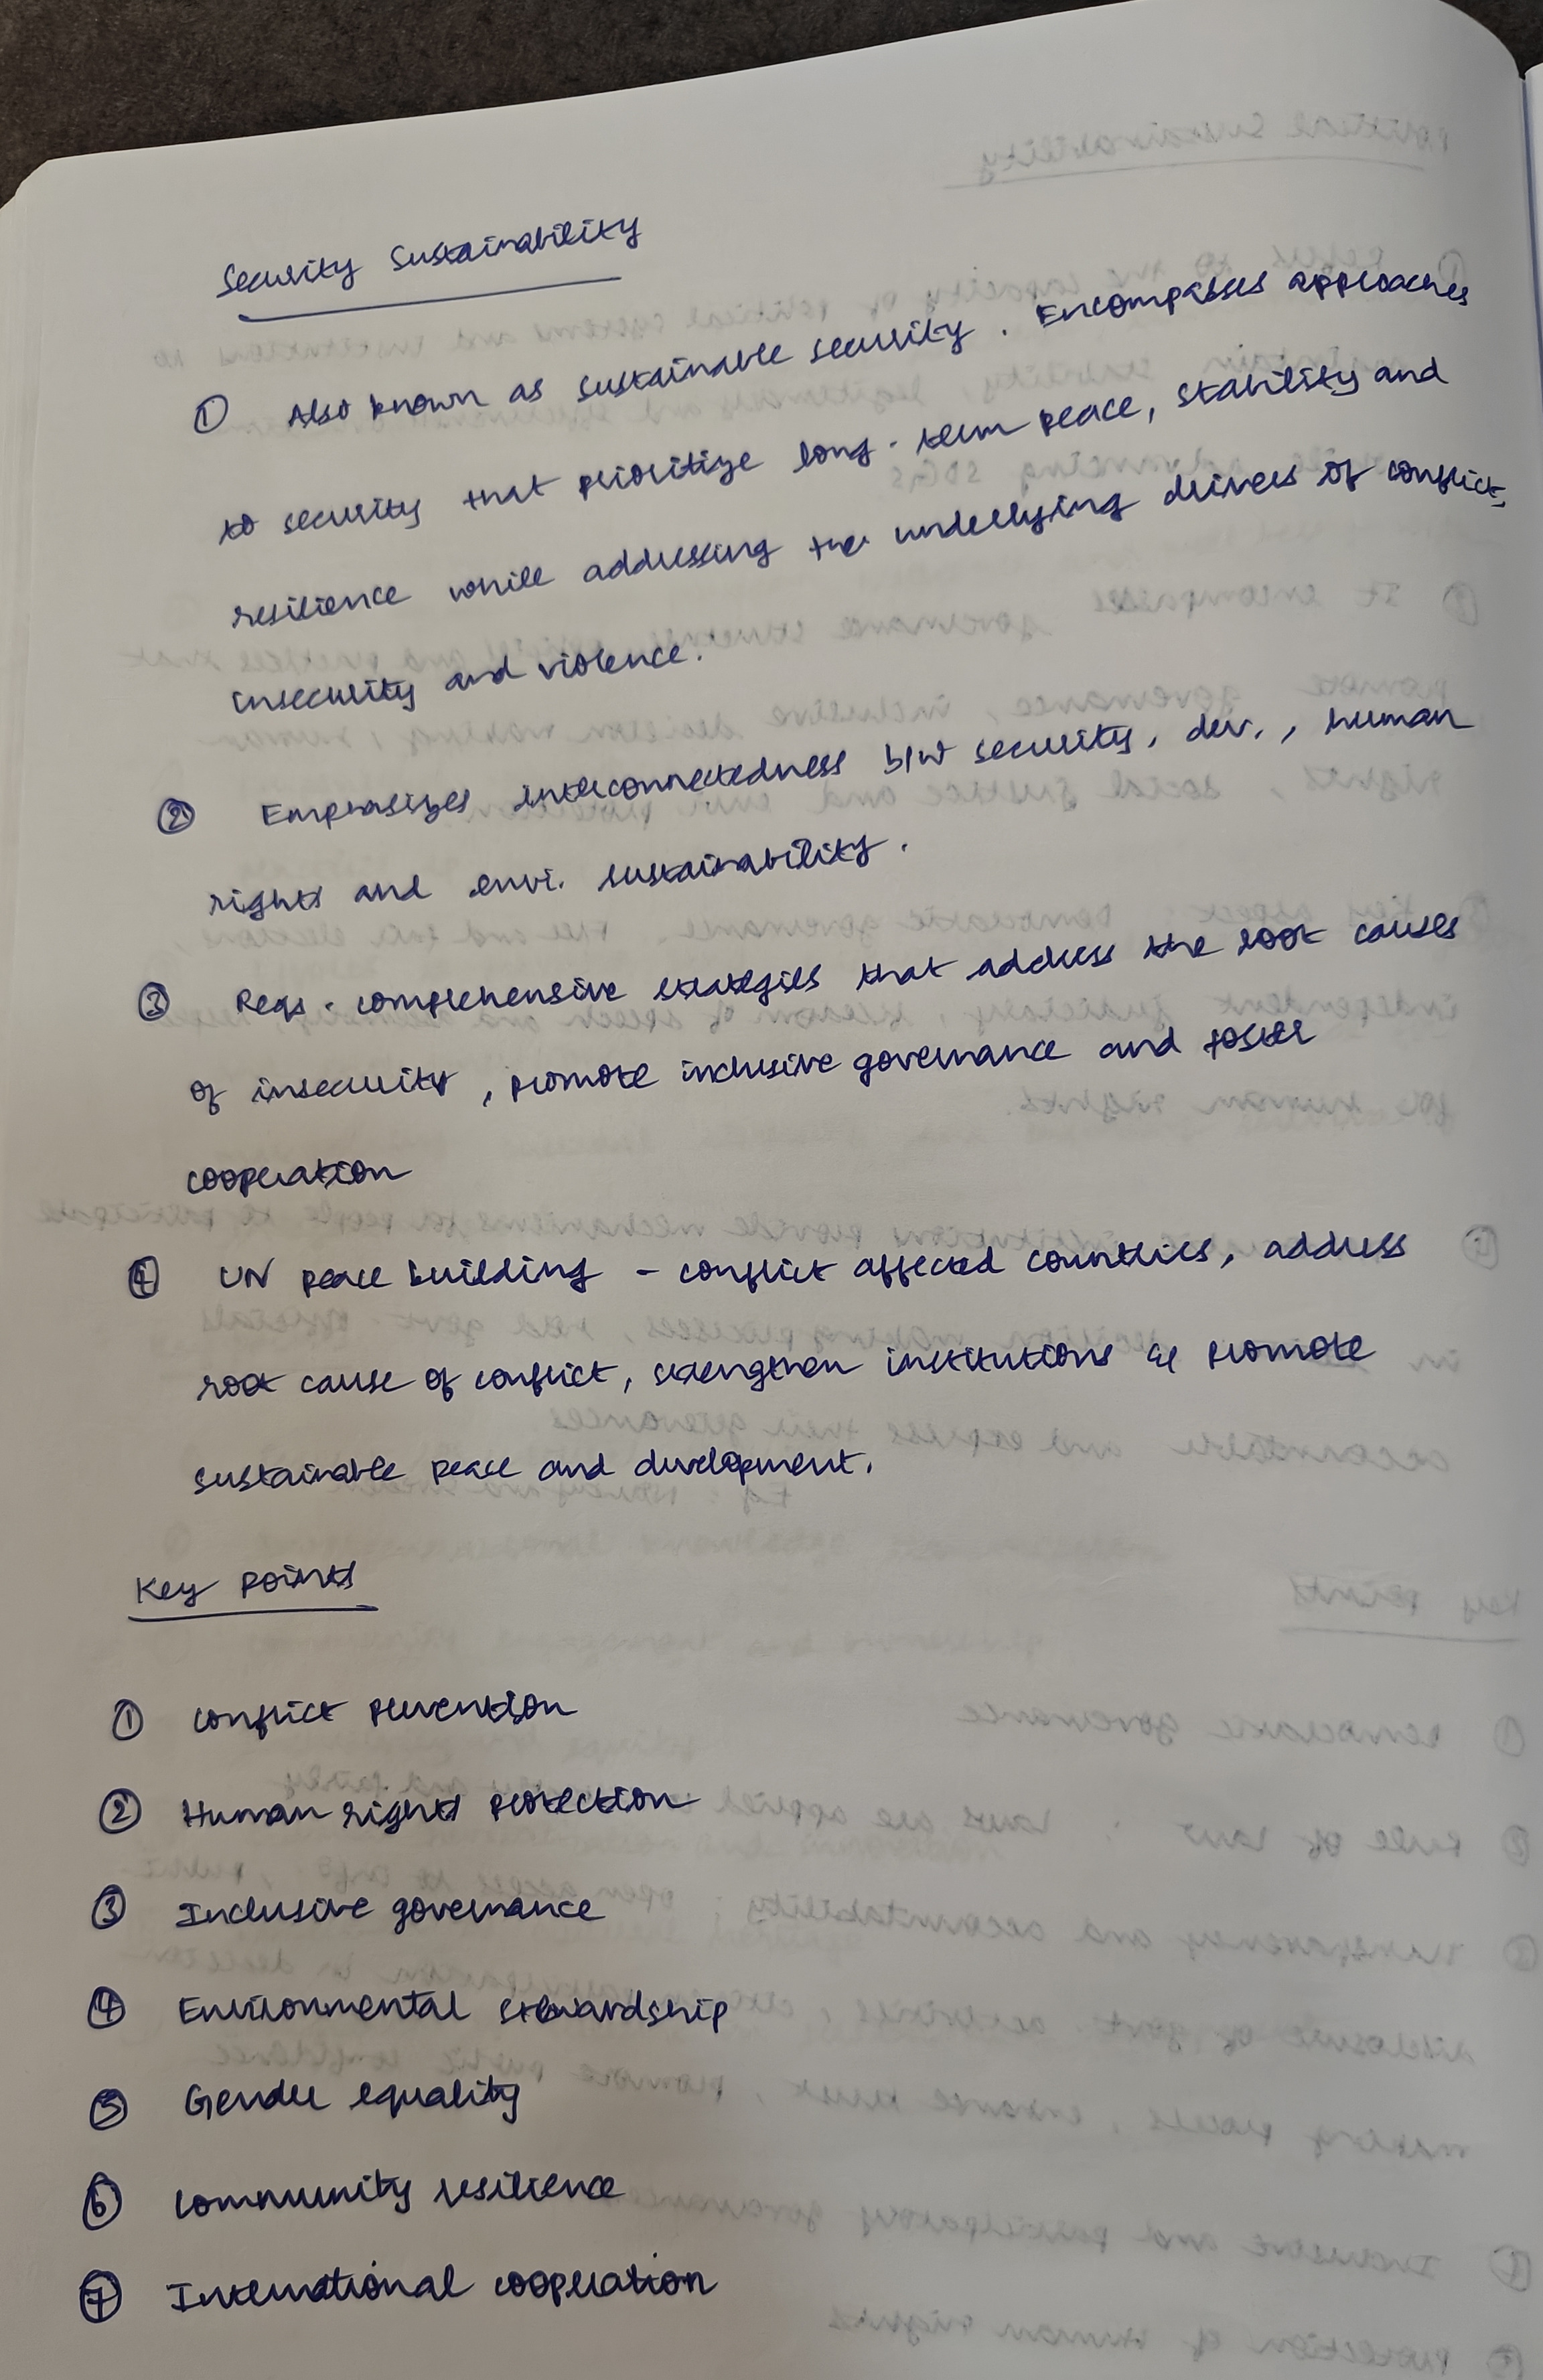 Security Sustainability
① Also known as sustainable security. Encompasses approaches
to security that prioritize long-term peace, stability and
resilience while addressing the underlying drivers of conflict,
insecurity and violence.
② Emphasizes interconnectedness b/w security, dev., human
rights and envi. sustainability.
③ Reqs. comprehensive strategies that address the root causes
of insecurity, promote inclusive governance and foster
cooperation
④ UN peace building - conflict affected countries, address
root cause of conflict, strengthen institutions & promote
sustainable peace and development.
Key points
① Conflict prevention
② Human rights protection
③ Inclusive governance
④ Environmental stewardship
⑤ Gender equality
⑥ Community resilience
⑦ International cooperation